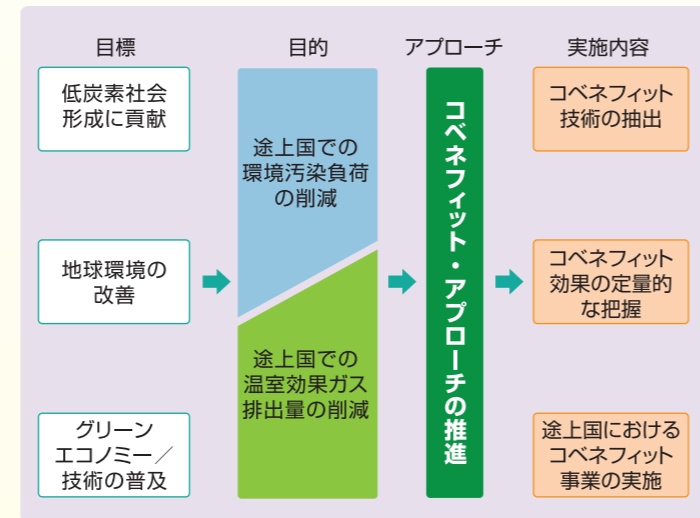 目標
目的
アプローチ
実施内容
低炭素社会
形成に貢献
地球環境の
改善
グリーン
エコノミー／
技術の普及
途上国での
環境汚染負荷
の削減
途上国での
温室効果ガス
排出量の削減
コベネフィット・アプローチの推進
コベネフィット
技術の抽出
コベネフィット
効果の定量的
な把握
途上国における
コベネフィット
事業の実施